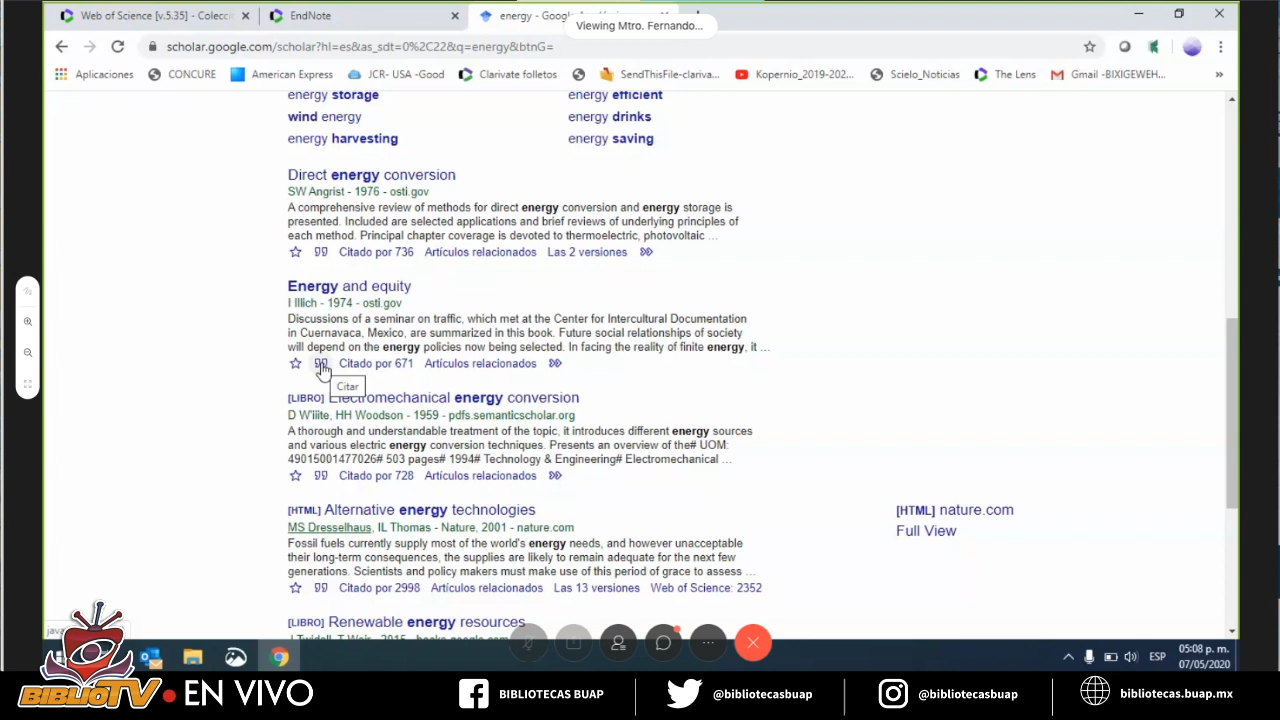 Web of Science [v.5.35] - Colecci
EndNote
energy - Goog
Viewing Mtro. Fernando...
scholar.google.com/scholar?hl=es&as_sdt=0%2C22&q=energy&btnG=
Aplicaciones
CONCURE
American Express
JCR- USA -Good
Clarivate folletos
SendThisFile-clariva...
Kopernio_2019-202...
Scielo_Noticias
The Lens
Gmail -BIXIGEWEH...
»
energy storage
energy efficient
wind energy
energy drinks
energy harvesting
energy saving
Direct energy conversion
SW Angrist - 1976 - osti.gov
A comprehensive review of methods for direct energy conversion and energy storage is
presented. Included are selected applications and brief reviews of underlying principles of
each method. Principal chapter coverage is devoted to thermoelectric, photovoltaic ...
Citado por 736 Artículos relacionados Las 2 versiones
Energy and equity
I Illich - 1974 - osti.gov
Discussions of a seminar on traffic, which met at the Center for Intercultural Documentation
in Cuernavaca, Mexico, are summarized in this book. Future social relationships of society
will depend on the energy policies now being selected. In facing the reality of finite energy, it ...
Citado por 671 Artículos relacionados
Citar
[LIBRO] Electromechanical energy conversion
D W'iiite, HH Woodson - 1959 - pdfs.semanticscholar.org
A thorough and understandable treatment of the topic, it introduces different energy sources
and various electric energy conversion techniques. Presents an overview of the# UOM:
49015001477026# 503 pages# 1994# Technology & Engineering# Electromechanical ...
Citado por 728 Artículos relacionados
[HTML] Alternative energy technologies
[HTML] nature.com
MS Dresselhaus, IL Thomas - Nature, 2001 - nature.com
Full View
Fossil fuels currently supply most of the world's energy needs, and however unacceptable
their long-term consequences, the supplies are likely to remain adequate for the next few
generations. Scientists and policy makers must make use of this period of grace to assess ...
Citado por 2998 Artículos relacionados Las 13 versiones Web of Science: 2352
[LIBRO] Renewable energy resources
java
ESP
05:08 p. m.
07/05/2020
BIBLIOTV
EN VIVO
BIBLIOTECAS BUAP
@bibliotecasbuap
@bibliotecasbuap
bibliotecas.buap.mx